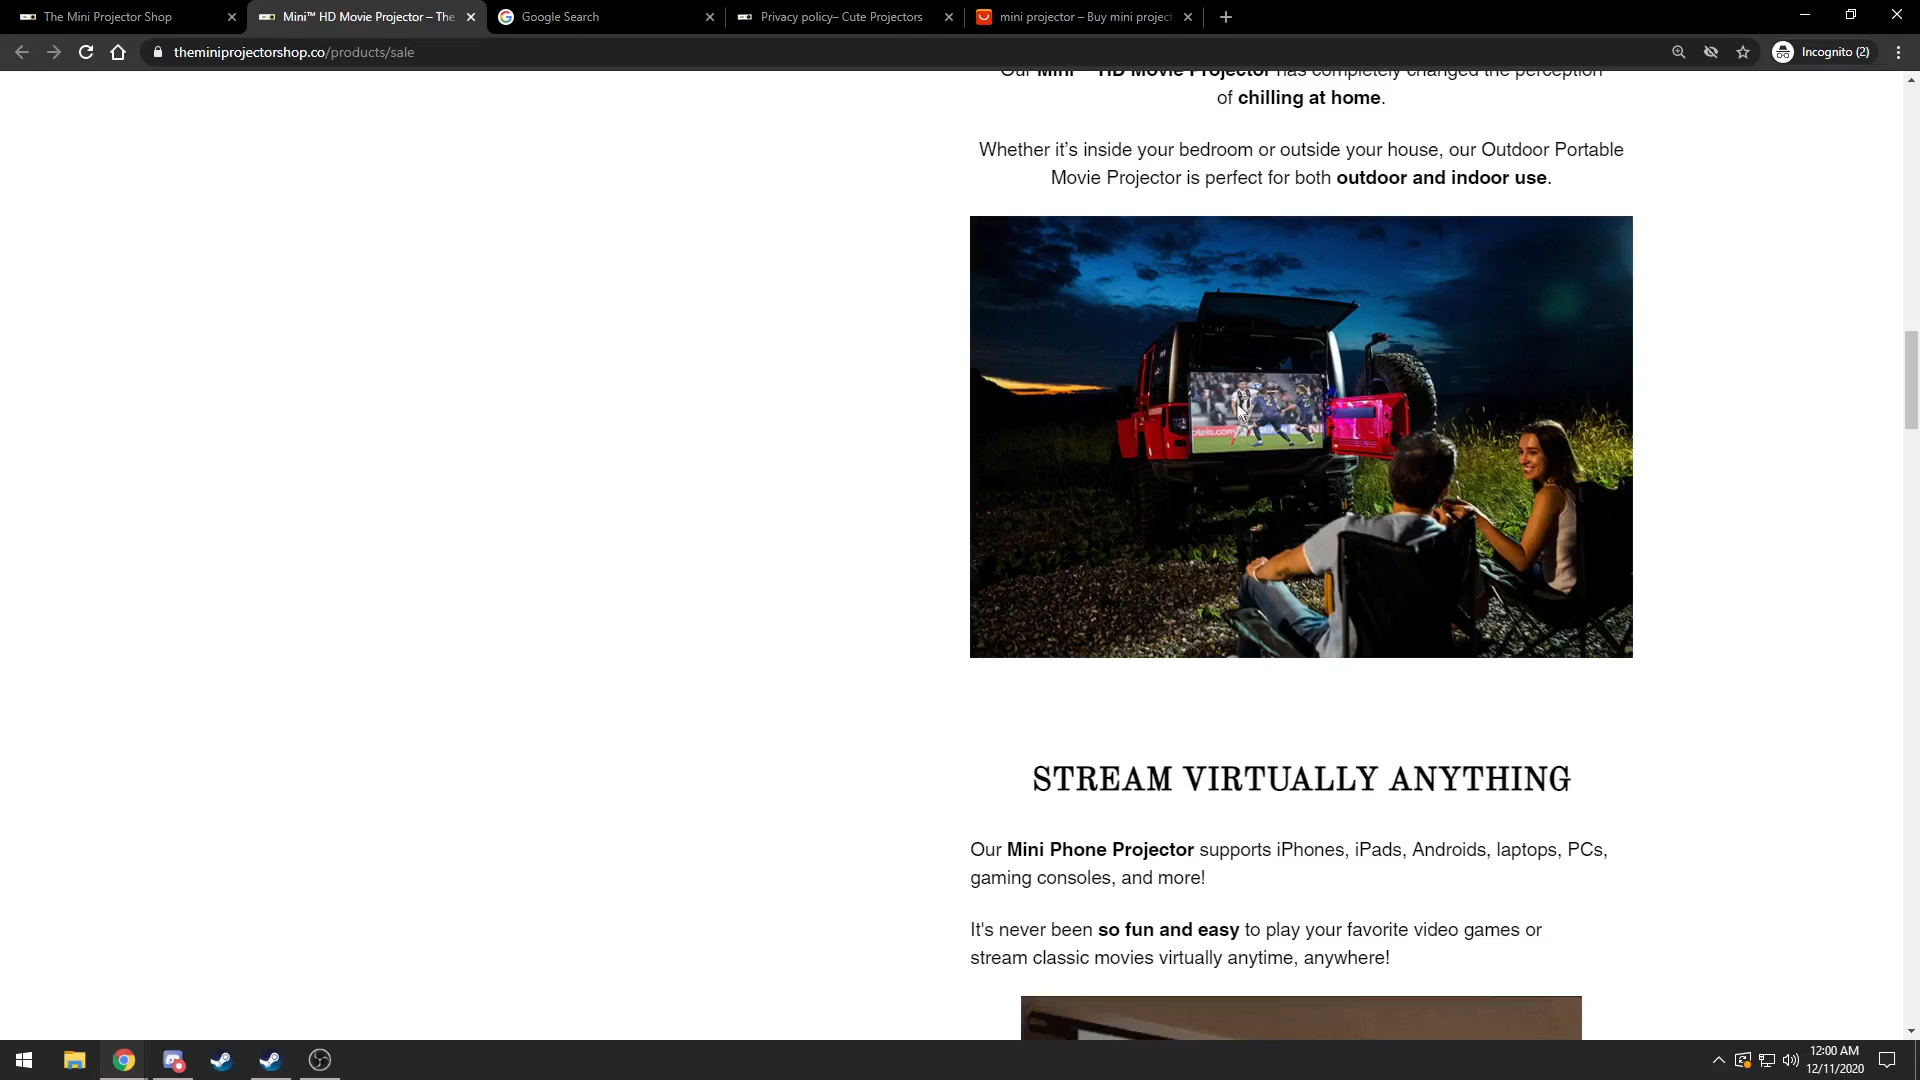 The Mini Projector Shop
Mini™ HD Movie Projector – The
Google Search
Privacy policy– Cute Projectors
mini projector – Buy mini project
theminiprojectorshop.co/products/sale
Incognito (2)
Our Mini™ HD Movie Projector has completely changed the perception
of chilling at home.
Whether it’s inside your bedroom or outside your house, our Outdoor Portable
Movie Projector is perfect for both outdoor and indoor use.
otels.com
STREAM VIRTUALLY ANYTHING
Our Mini Phone Projector supports iPhones, iPads, Androids, laptops, PCs,
gaming consoles, and more!
It's never been so fun and easy to play your favorite video games or
stream classic movies virtually anytime, anywhere!
12:00 AM
12/11/2020